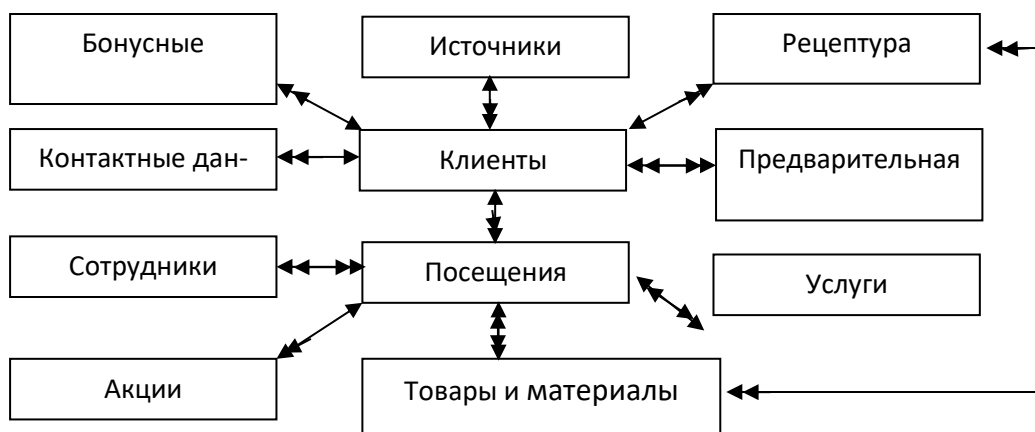 Бонусные
Источники
Рецептура
Контактные дан-
Клиенты
Предварительная
Сотрудники
Посещения
Услуги
Акции
Товары и материалы